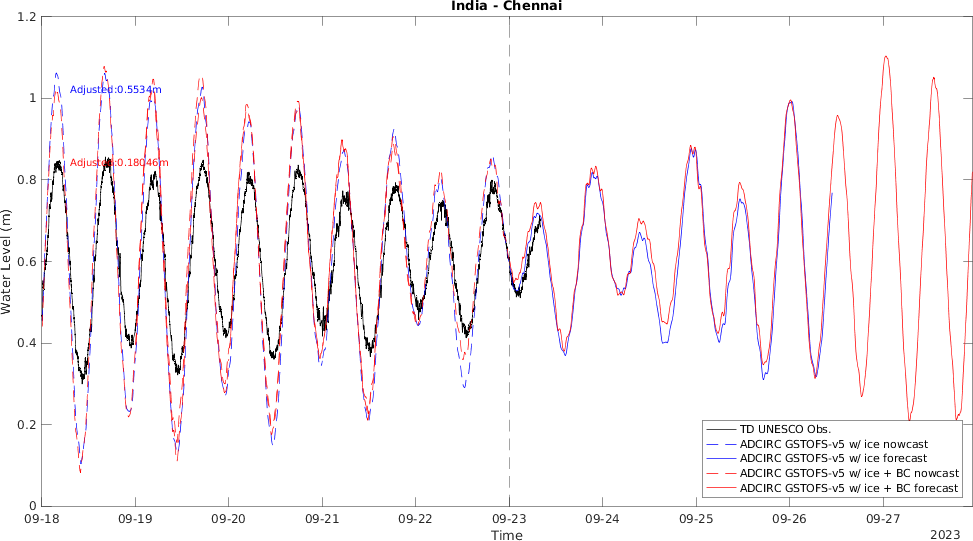 India - Chennai
1.2
1
0.8
0.6
0.4
0.2
0
Water Level (m)
Adjusted:0.5534m
Adjusted:0.18046m
TD UNESCO Obs.
ADCIRC GSTOFS-v5 w/ ice nowcast
ADCIRC GSTOFS-v5 w/ ice forecast
ADCIRC GSTOFS-v5 w/ ice + BC nowcast
ADCIRC GSTOFS-v5 w/ ice + BC forecast
09-18 09-19 09-20 09-21 09-22 09-23 09-24 09-25 09-26 09-27
Time
2023